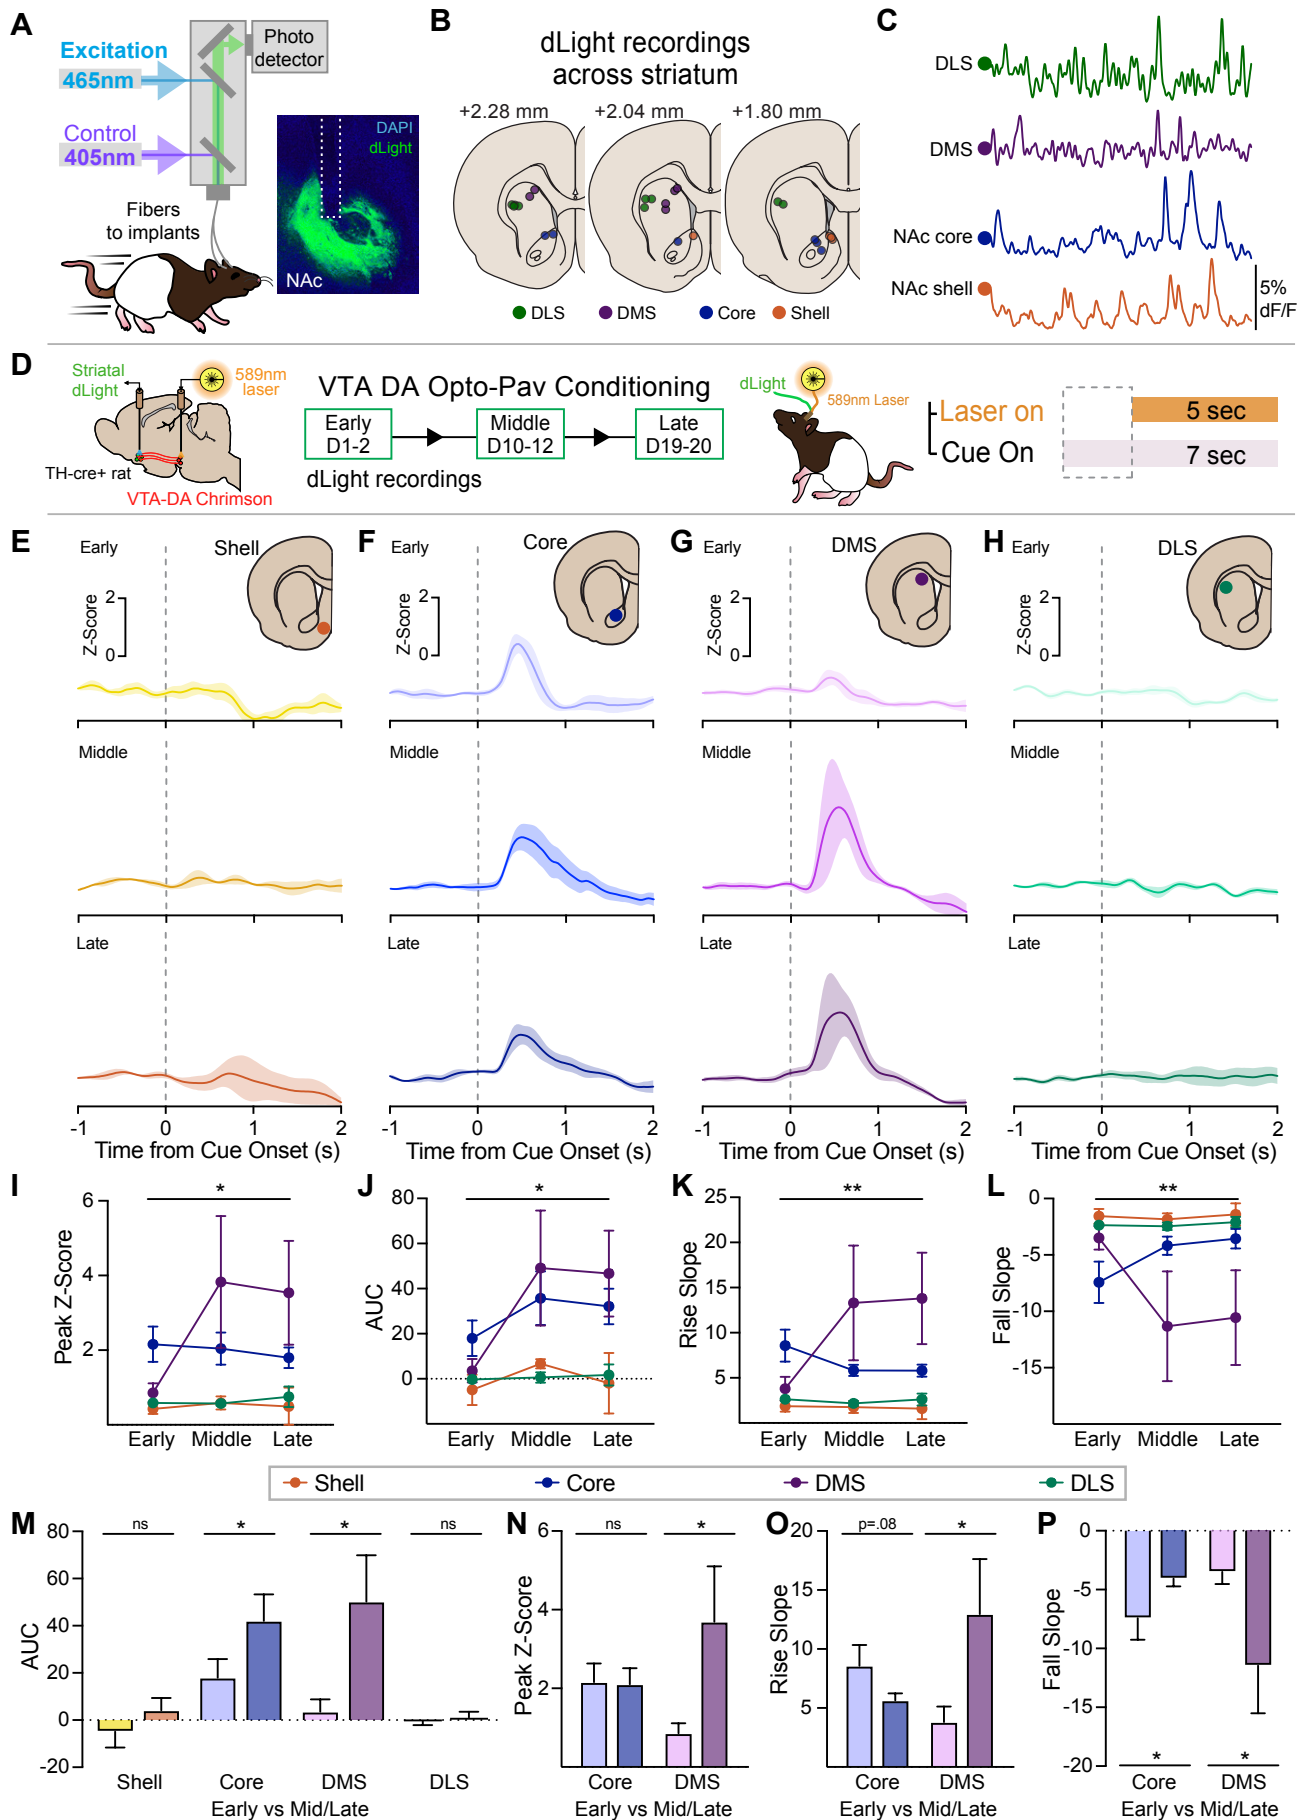 A
Photo
detector
Excitation
465nm
Control
405nm
Fibers
to implants
DAPI
dLight
NAc
B
dLight recordings
across striatum
+2.28 mm
+2.04 mm
+1.80 mm
DLS
DMS
Core
Shell
C
DLS
DMS
NAc core
NAc shell
5%
dF/F
D
Striatal
dLight
589nm
laser
TH-cre+ rat
VTA-DA Chrimson
VTA DA Opto-Pav Conditioning
Early
D1-2
Middle
D10-12
Late
D19-20
dLight recordings
dLight
589nm Laser
Laser on
5 sec
Cue On
7 sec
E
Early
Shell
Z-Score
2
0
Middle
Late
-1 0 1 2
Time from Cue Onset (s)
F
Early
Core
Z-Score
2
0
Middle
Late
-1 0 1 2
Time from Cue Onset (s)
G
Early
DMS
Z-Score
2
0
Middle
Late
-1 0 1 2
Time from Cue Onset (s)
H
Early
DLS
Z-Score
2
0
Middle
Late
-1 0 1 2
Time from Cue Onset (s)
I
*
Peak Z-Score
6
4
2
Early Middle Late
J
*
AUC
80
60
40
20
0
Early Middle Late
K
**
Rise Slope
25
20
15
10
5
Early Middle Late
L
**
Fall Slope
0
-5
-10
-15
Early Middle Late
Shell Core DMS DLS
M
AUC
80
60
40
20
0
-20
ns * * ns
Shell Core DMS DLS
Early vs Mid/Late
N
Peak Z-Score
6
4
2
ns *
Core DMS
Early vs Mid/Late
O
Rise Slope
20
15
10
5
p=.08 *
Core DMS
Early vs Mid/Late
P
Fall Slope
0
-5
-10
-15
-20
* *
Core DMS
Early vs Mid/Late